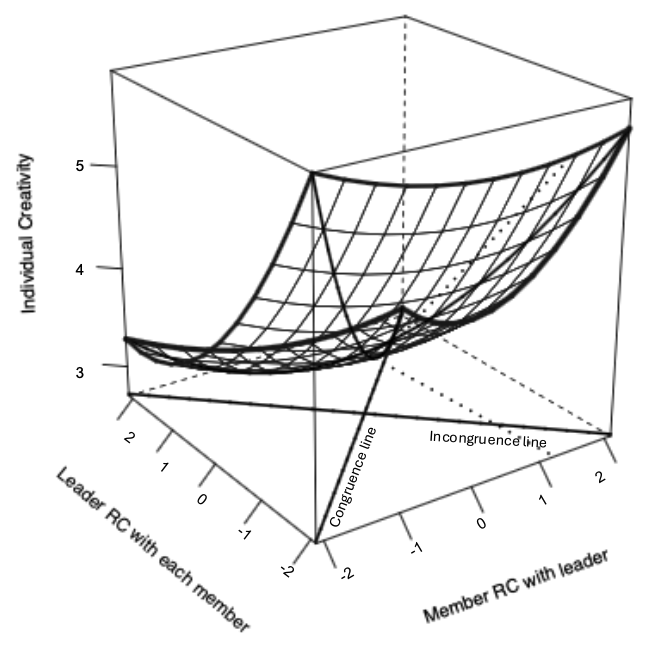 Individual Creativity
5
4
3
2
1
0
-1
-2
Leader RC with each member
Congruence line
Incongruence line
-2
-1
0
1
2
Member RC with leader